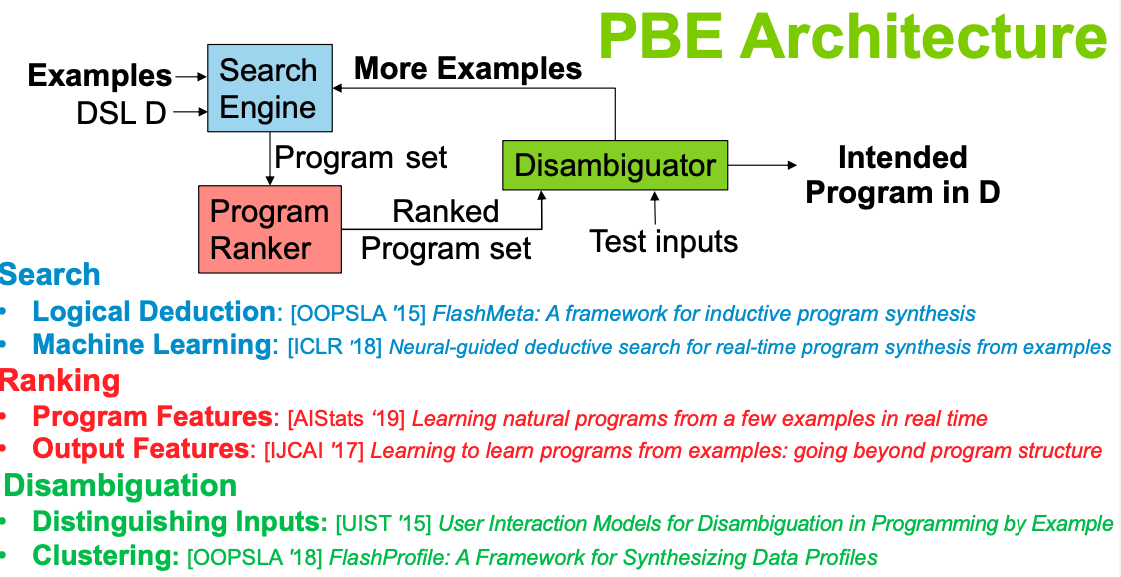 PBE Architecture
Examples
DSL D
Search
Engine
More Examples
Program set
Disambiguator
Intended
Program in D
Program
Ranker
Ranked
Program set
Test inputs
Search
• Logical Deduction: [OOPSLA '15] FlashMeta: A framework for inductive program synthesis
• Machine Learning: [ICLR '18] Neural-guided deductive search for real-time program synthesis from examples
Ranking
• Program Features: [AIStats ‘19] Learning natural programs from a few examples in real time
• Output Features: [IJCAI '17] Learning to learn programs from examples: going beyond program structure
Disambiguation
• Distinguishing Inputs: [UIST '15] User Interaction Models for Disambiguation in Programming by Example
• Clustering: [OOPSLA '18] FlashProfile: A Framework for Synthesizing Data Profiles